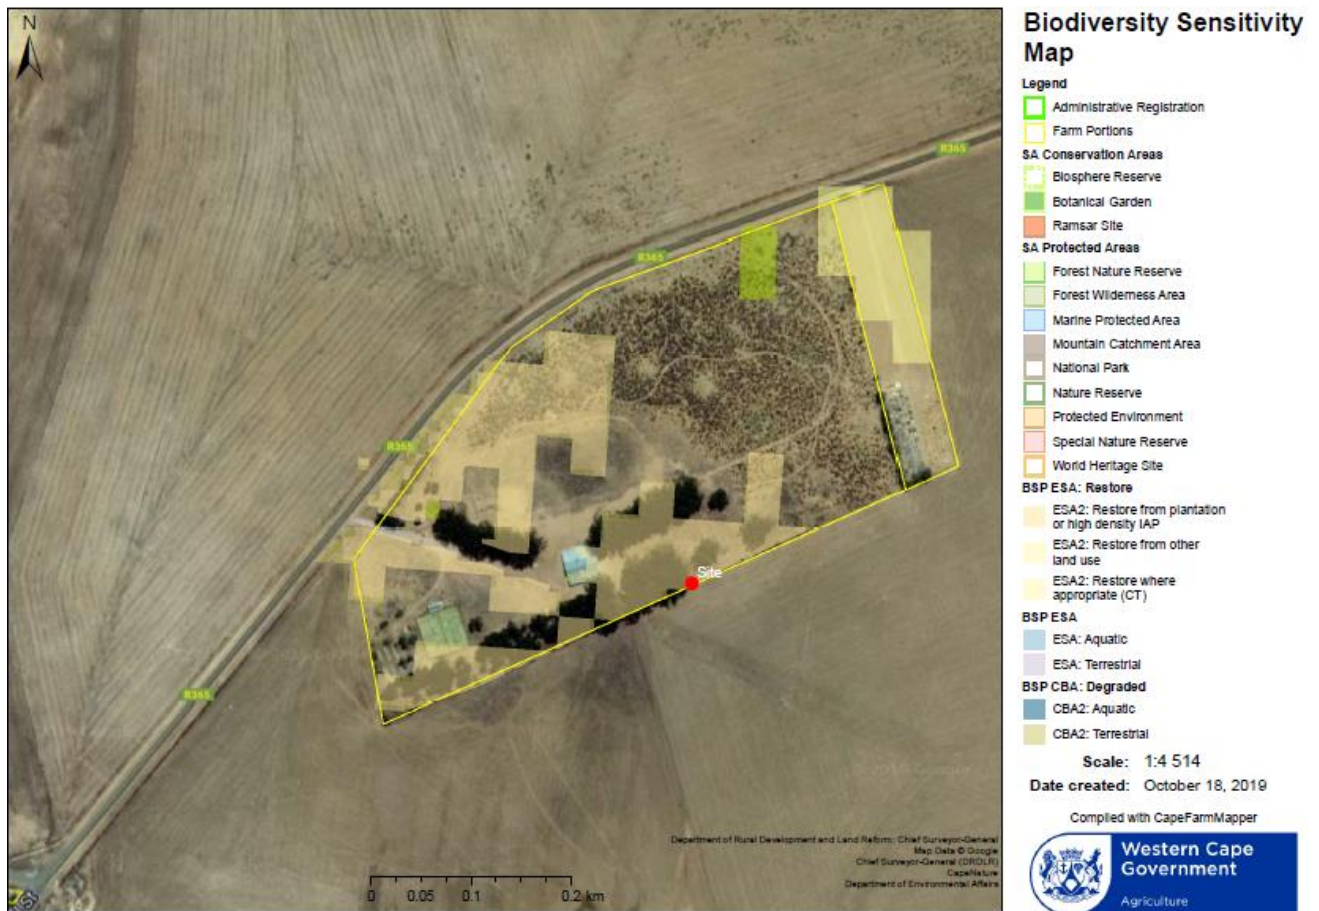 N
R365
R365
R365
R365
Site
0
0.05
0.1
0.2 km
Department of Rural Development and Land Reform: Chief Surveyor-General
Map Data © Google
Chief Surveyor-General (DRDLR)
CapeNature
Department of Environmental Affairs
Biodiversity Sensitivity
Map
Legend
Administrative Registration
Farm Portions
SA Conservation Areas
Biosphere Reserve
Botanical Garden
Ramsar Site
SA Protected Areas
Forest Nature Reserve
Forest Wilderness Area
Marine Protected Area
Mountain Catchment Area
National Park
Nature Reserve
Protected Environment
Special Nature Reserve
World Heritage Site
BSP ESA: Restore
ESA2: Restore from plantation
or high density IAP
ESA2: Restore from other
land use
ESA2: Restore where
appropriate (CT)
BSP ESA
ESA: Aquatic
ESA: Terrestrial
BSP CBA: Degraded
CBA2: Aquatic
CBA2: Terrestrial
Scale: 1:4 514
Date created: October 18, 2019
Compiled with CapeFarmMapper
Western Cape
Government
Agriculture